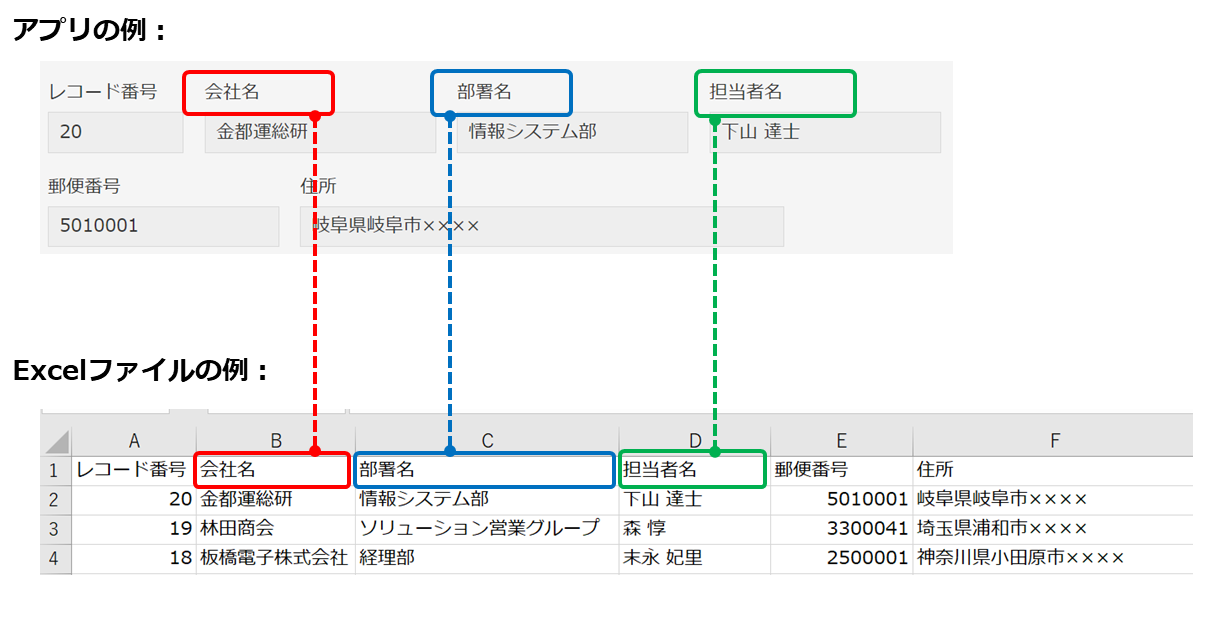 アプリの例：
レコード番号 会社名 部署名 担当者名
20 金都運総研 情報システム部 下山 達士
郵便番号 住所
5010001 岐阜県岐阜市××××
Excelファイルの例：
A B C D E F
1 レコード番号 会社名 部署名 担当者名 郵便番号 住所
2 20 金都運総研 情報システム部 下山 達士 5010001 岐阜県岐阜市××××
3 19 林田商会 ソリューション営業グループ 森 惇 3300041 埼玉県浦和市××××
4 18 板橋電子株式会社 経理部 末永 妃里 2500001 神奈川県小田原市××××